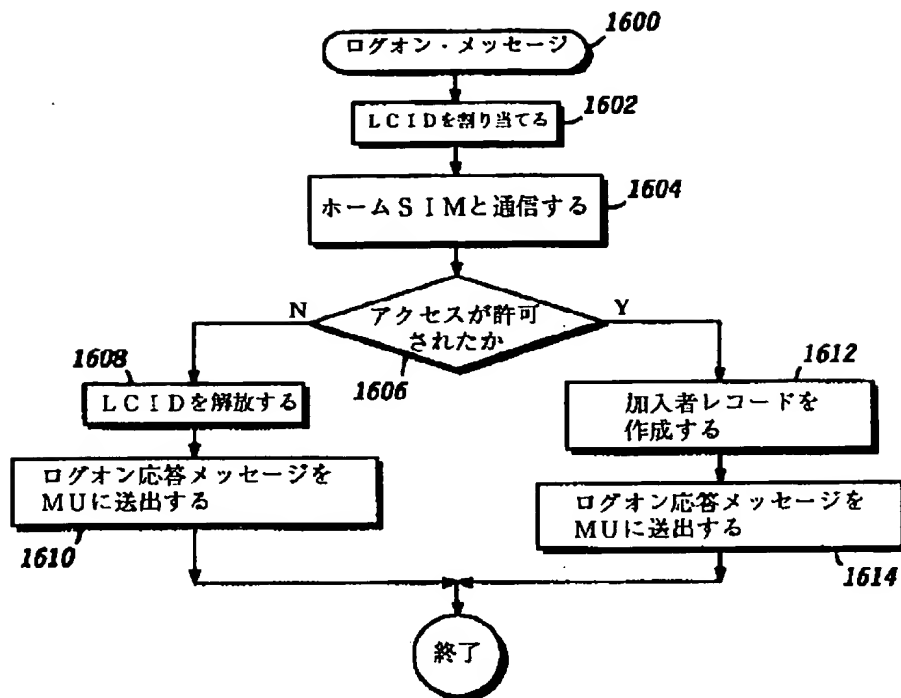 1600
ログオン・メッセージ
1602
ＬＣＩＤを割り当てる
1604
ホームＳＩＭと通信する
N
Y
アクセスが許可
されたか
1606
1608
ＬＣＩＤを解放する
1612
加入者レコードを
作成する
ログオン応答メッセージを
ＭＵに送出する
1610
ログオン応答メッセージを
ＭＵに送出する
1614
終了